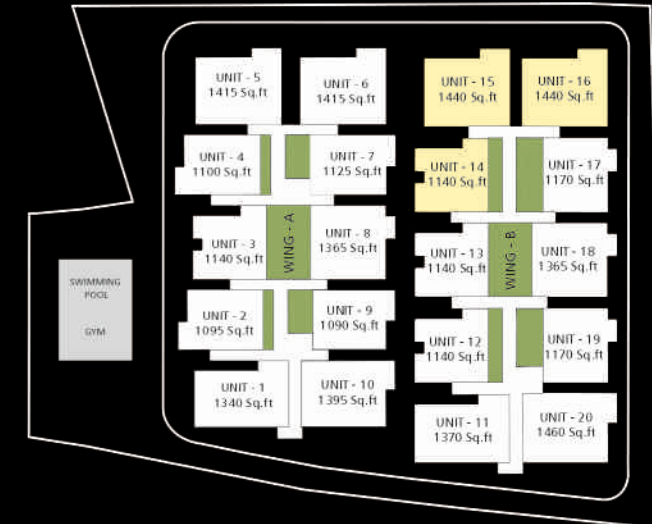 UNIT - 5
1415 Sq.ft
UNIT - 6
1415 Sq.ft
UNIT - 15
1440 Sq.ft
UNIT - 16
1440 Sq.ft
UNIT - 4
1100 Sq.ft
UNIT - 7
1125 Sq.ft
UNIT - 14
1140 Sq.ft
UNIT - 17
1170 Sq.ft
UNIT - 3
1140 Sq.ft
WING - A
UNIT - 8
1365 Sq.ft
UNIT - 13
1140 Sq.ft
WING - B
UNIT - 18
1365 Sq.ft
SWIMMING
POOL
GYM
UNIT - 2
1095 Sq.ft
UNIT - 9
1090 Sq.ft
UNIT - 12
1140 Sq.ft
UNIT - 19
1170 Sq.ft
UNIT - 1
1340 Sq.ft
UNIT - 10
1395 Sq.ft
UNIT - 11
1370 Sq.ft
UNIT - 20
1460 Sq.ft